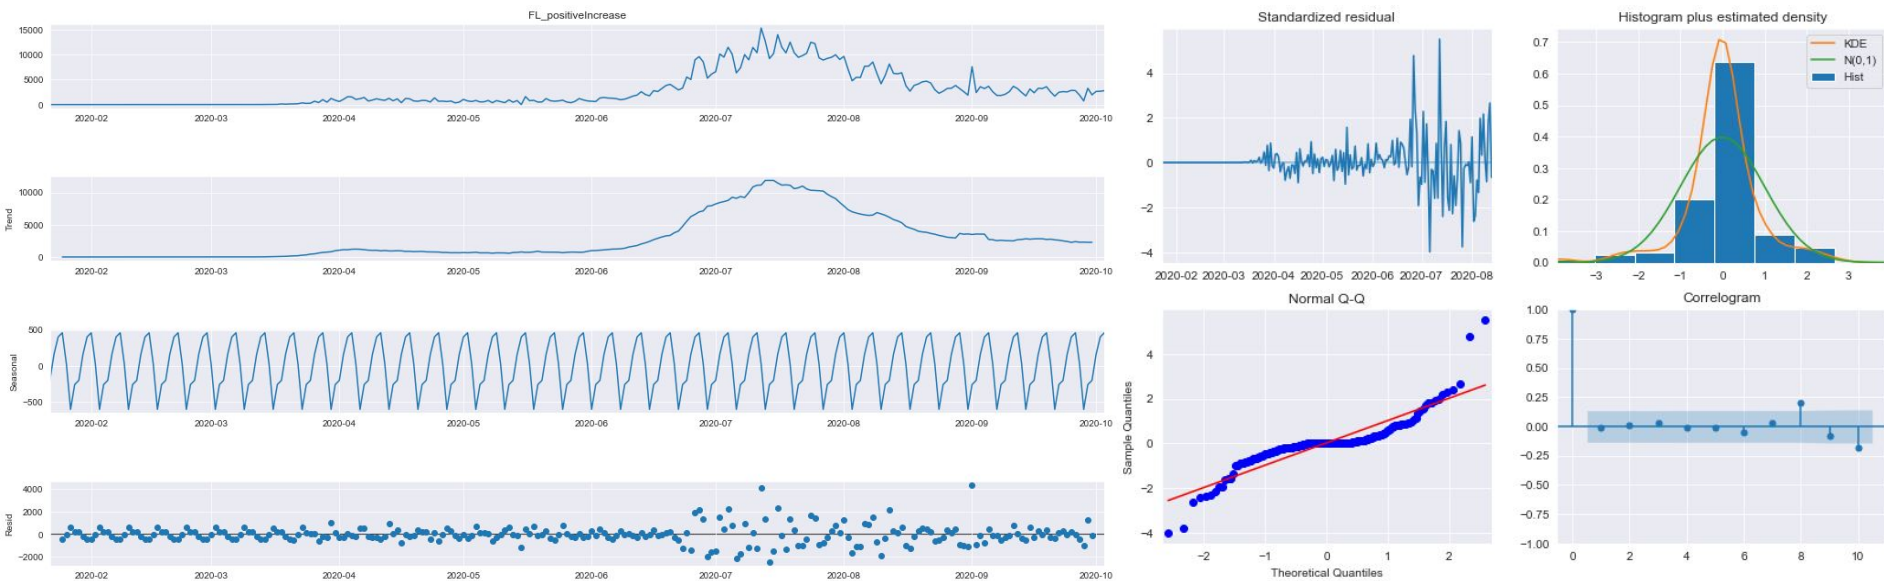 FL_positiveIncrease
15000
10000
5000
0
2020-02 2020-03 2020-04 2020-05 2020-06 2020-07 2020-08 2020-09 2020-10
Trend
10000
5000
0
2020-02 2020-03 2020-04 2020-05 2020-06 2020-07 2020-08 2020-09 2020-10
Seasonal
500
0
−500
2020-02 2020-03 2020-04 2020-05 2020-06 2020-07 2020-08 2020-09 2020-10
Resid
4000
2000
0
−2000
2020-02 2020-03 2020-04 2020-05 2020-06 2020-07 2020-08 2020-09 2020-10
Standardized residual
4
2
0
−2
−4
2020-02 2020-03 2020-04 2020-05 2020-06 2020-07 2020-08
Histogram plus estimated density
KDE
N(0,1)
Hist
0.7
0.6
0.5
0.4
0.3
0.2
0.1
0.0
−3 −2 −1 0 1 2 3
Normal Q-Q
Sample Quantiles
4
2
0
−2
−4
−2 −1 0 1 2
Theoretical Quantiles
Correlogram
1.00
0.75
0.50
0.25
0.00
−0.25
−0.50
−0.75
−1.00
0 2 4 6 8 10